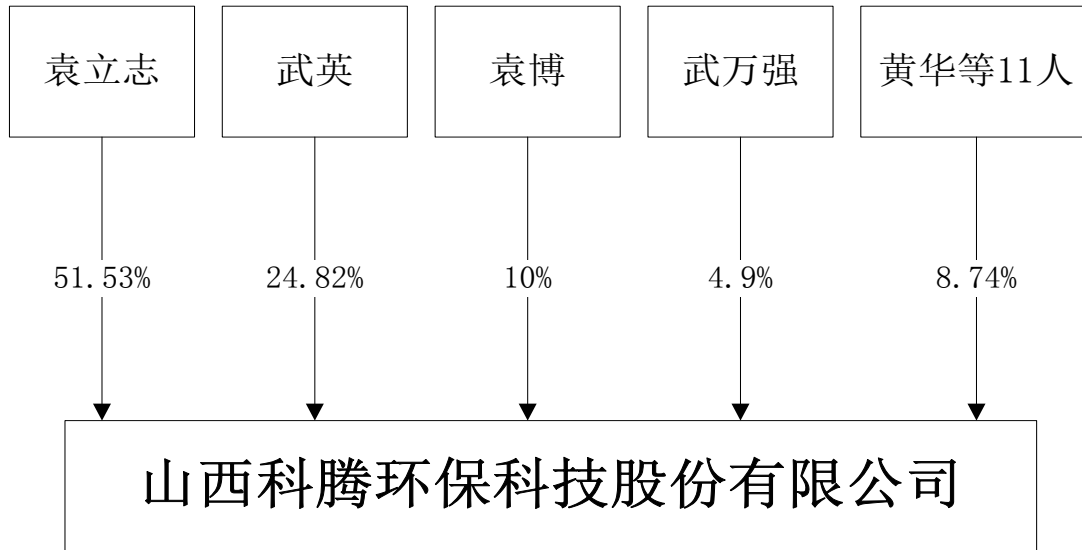 袁立志
武英
袁博
武万强
黄华等11人
51.53%
24.82%
10%
4.9%
8.74%
山西科腾环保科技股份有限公司